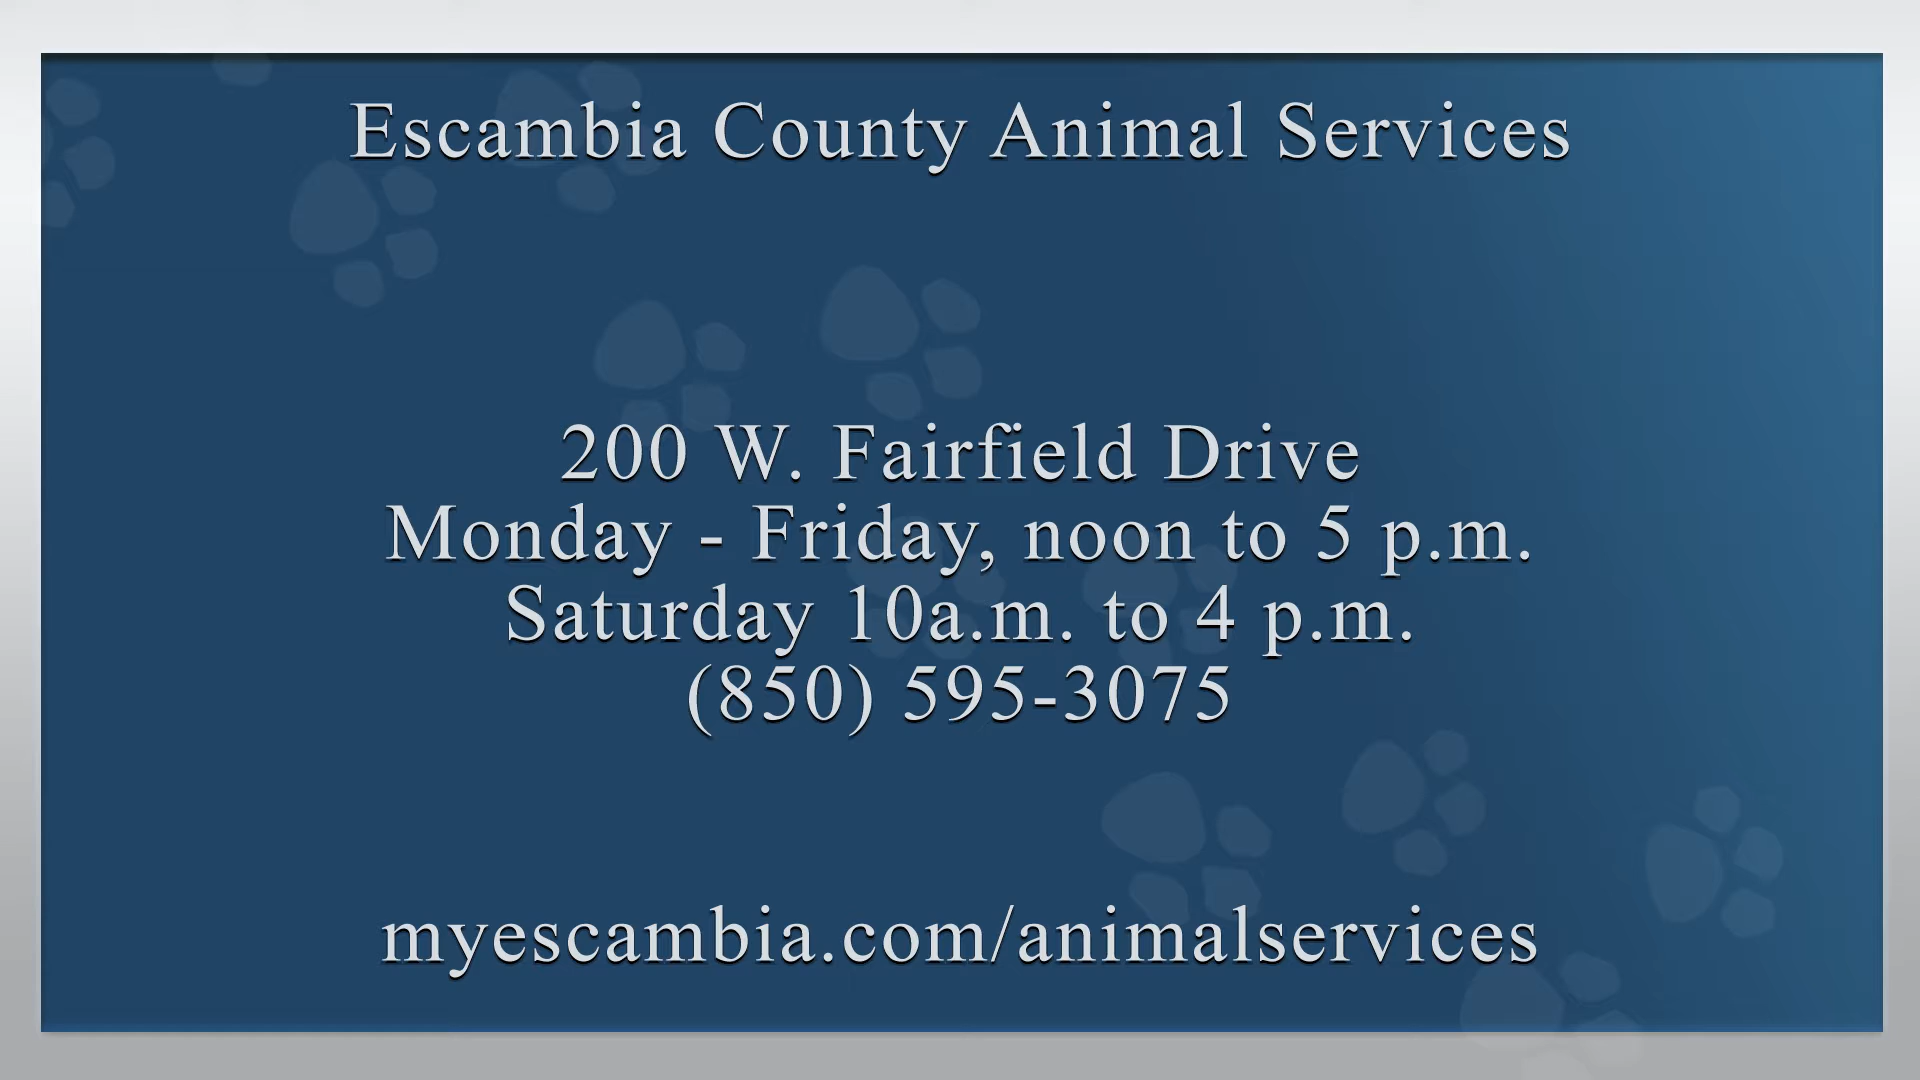 Escambia County Animal Services
200 W. Fairfield Drive
Monday - Friday, noon to 5 p.m.
Saturday 10a.m. to 4 p.m.
(850) 595-3075
myescambia.com/animalservices